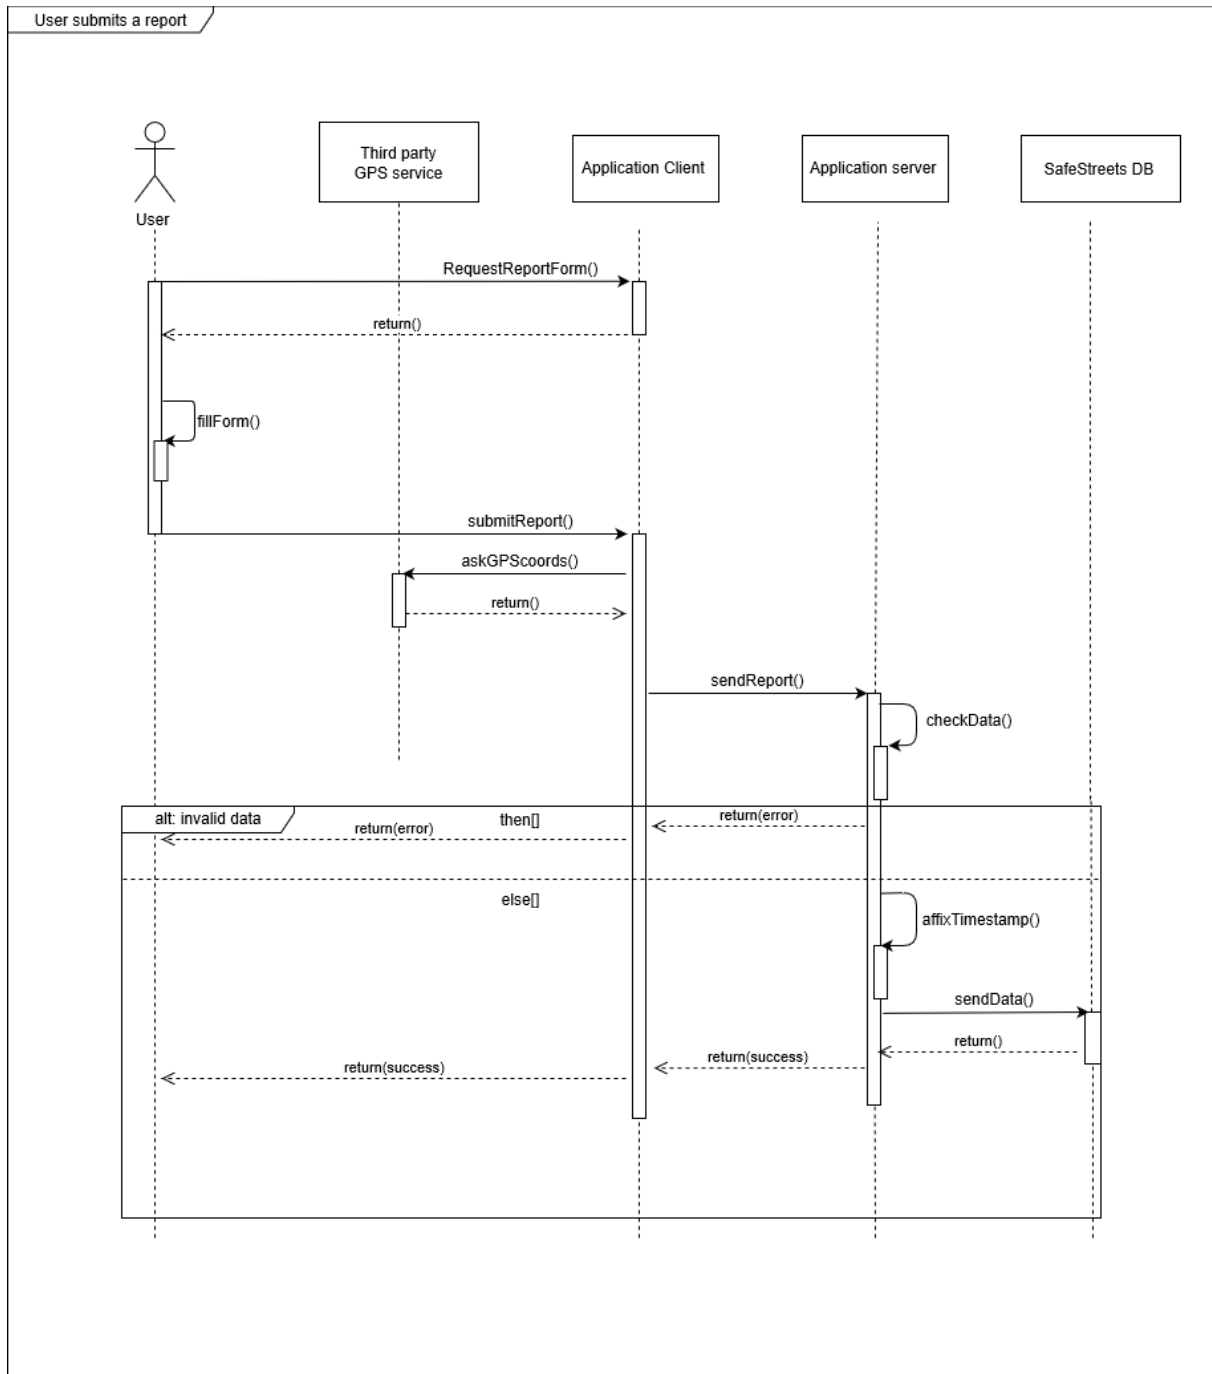 User submits a report
Third party
GPS service
Application Client
Application server
SafeStreets DB
User
RequestReportForm()
return()
fillForm()
submitReport()
askGPScoords()
return()
sendReport()
checkData()
alt: invalid data
then[]
return(error)
return(error)
else[]
affixTimestamp()
sendData()
return()
return(success)
return(success)